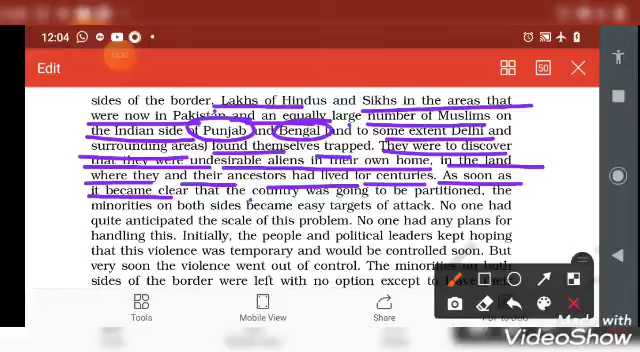 12:04
Edit
50
sides of the border. Lakhs of Hindus and Sikhs in the areas that
were now in Pakistan and an equally large number of Muslims on
the Indian side of Punjab and Bengal (and to some extent Delhi and
surrounding areas) found themselves trapped. They were to discover
that they were undesirable aliens in their own home, in the land
where they and their ancestors had lived for centuries. As soon as
it became clear that the country was going to be partitioned, the
minorities on both sides became easy targets of attack. No one had
quite anticipated the scale of this problem. No one had any plans for
handling this. Initially, the people and political leaders kept hoping
that this violence was temporary and would be controlled soon. But
very soon the violence went out of control. The minorities on both
sides of the border were left with no option except to leave their
Tools
Mobile View
Share
PDF to DOC
Made with
VideoShow